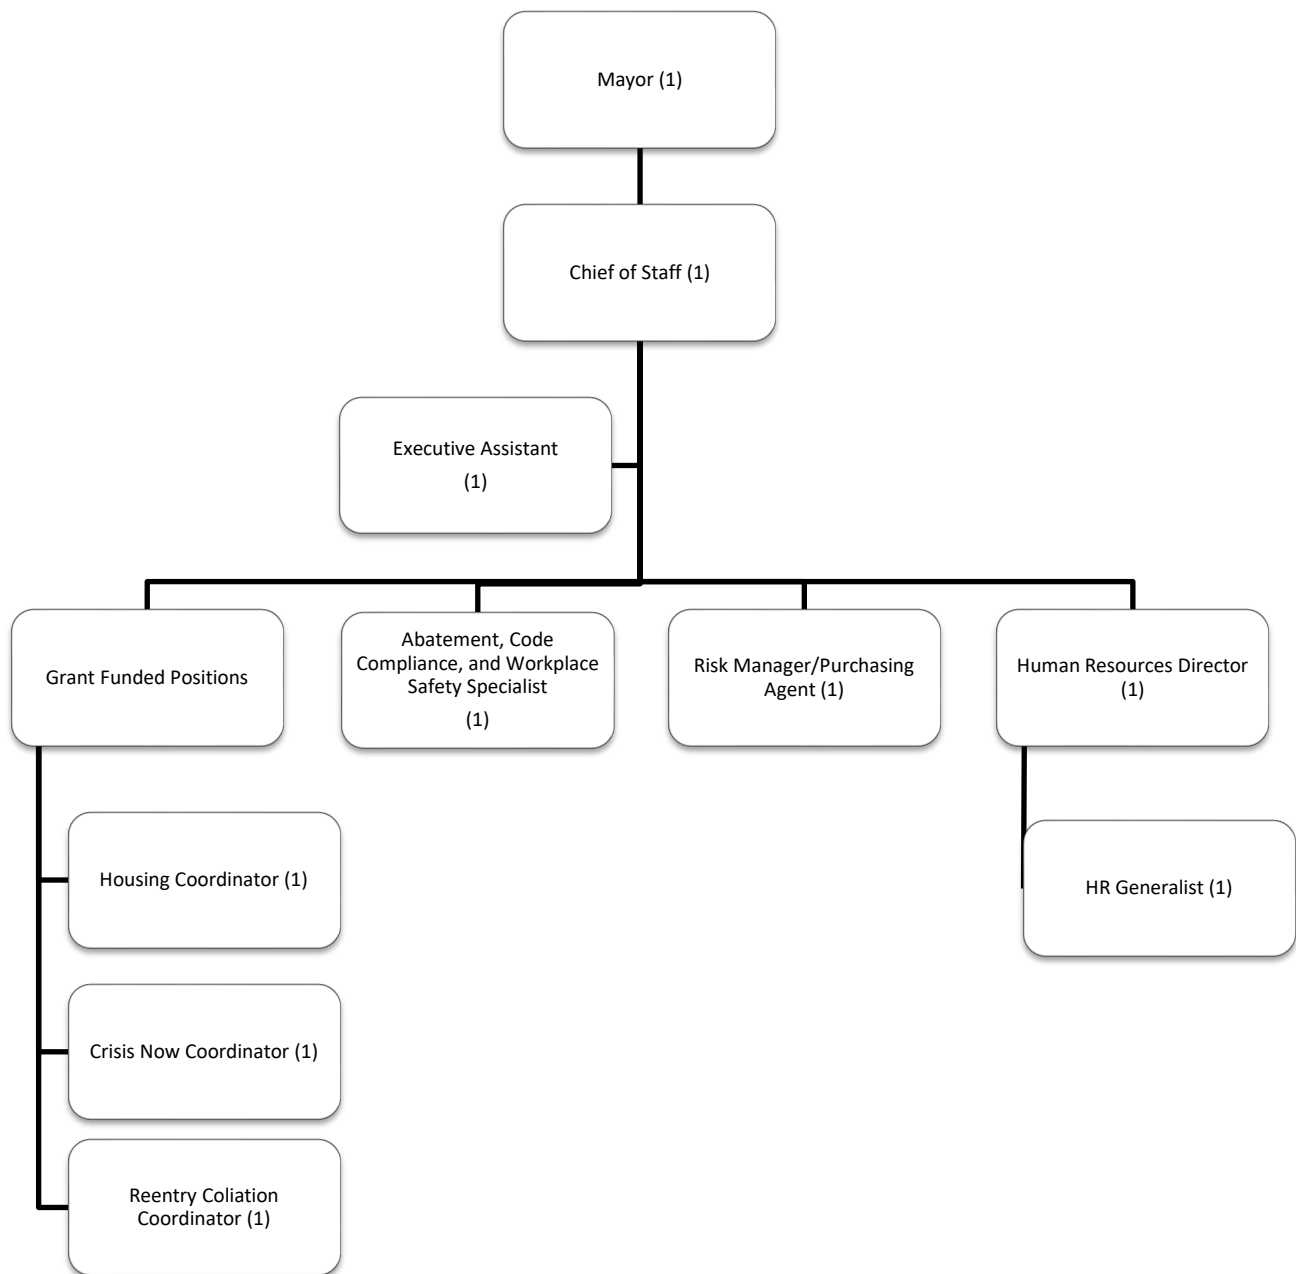 Mayor (1)
Chief of Staff (1)
Executive Assistant
(1)
Grant Funded Positions
Abatement, Code
Compliance, and Workplace
Safety Specialist
(1)
Risk Manager/Purchasing
Agent (1)
Human Resources Director
(1)
Housing Coordinator (1)
HR Generalist (1)
Crisis Now Coordinator (1)
Reentry Coliation
Coordinator (1)